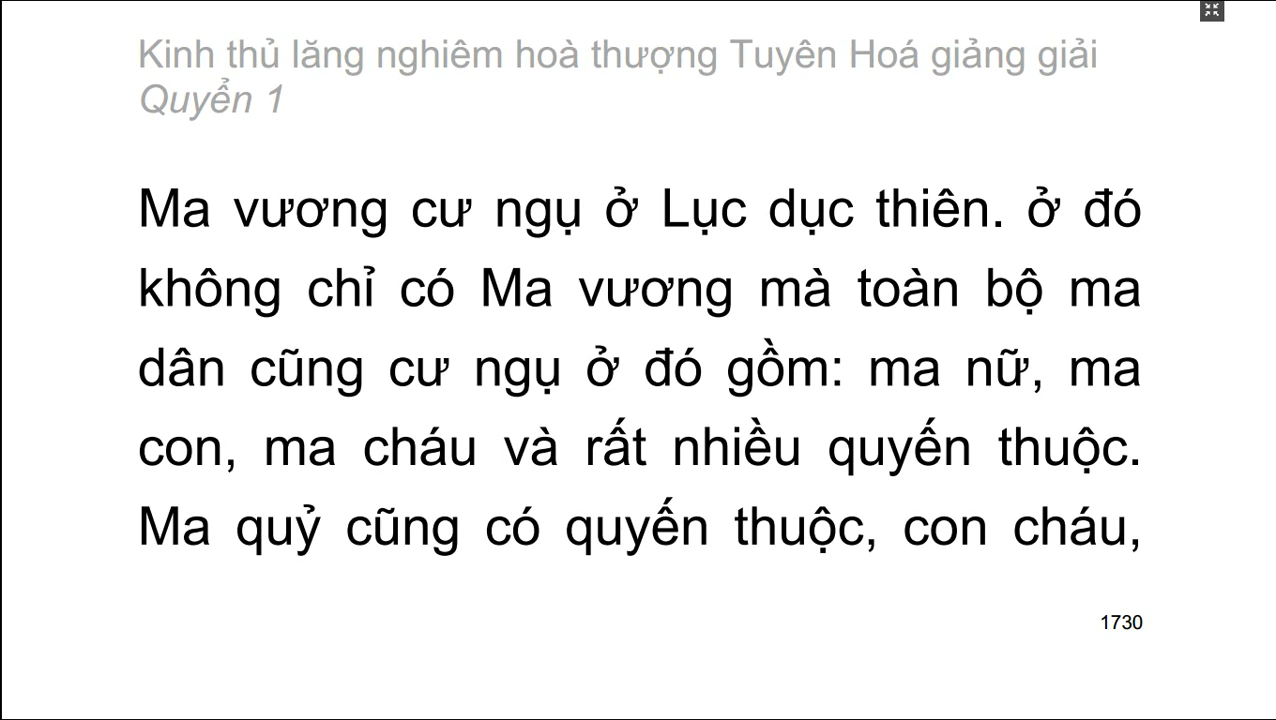 Kinh thủ lăng nghiêm hoà thượng Tuyên Hoá giảng giải
Quyển 1
Ma vương cư ngụ ở Lục dục thiên. ở đó
không chỉ có Ma vương mà toàn bộ ma
dân cũng cư ngụ ở đó gồm: ma nữ, ma
con, ma cháu và rất nhiều quyến thuộc.
Ma quỷ cũng có quyến thuộc, con cháu,
1730